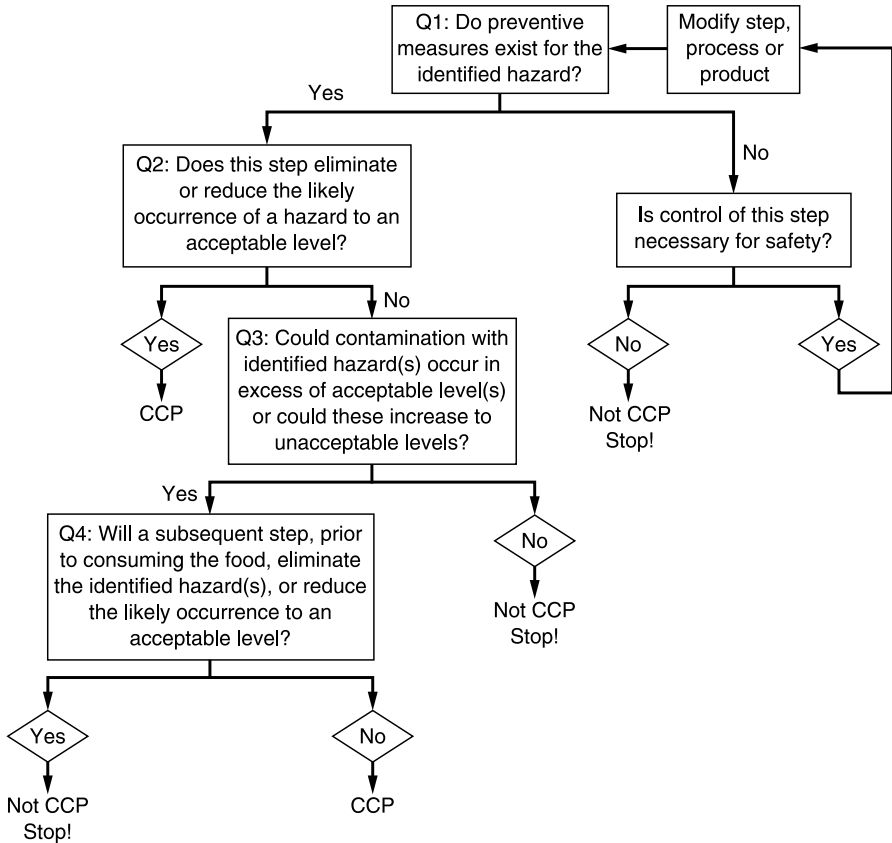 Q1: Do preventive
measures exist for the
identified hazard?
Modify step,
process or
product
Yes
No
Q2: Does this step eliminate
or reduce the likely
occurrence of a hazard to an
acceptable level?
Is control of this step
necessary for safety?
Yes
CCP
No
Q3: Could contamination with
identified hazard(s) occur in
excess of acceptable level(s)
or could these increase to
unacceptable levels?
No
Not CCP
Stop!
Yes
Yes
Q4: Will a subsequent step, prior
to consuming the food, eliminate
the identified hazard(s), or reduce
the likely occurrence to an
acceptable level?
No
Not CCP
Stop!
Yes
Not CCP
Stop!
No
CCP